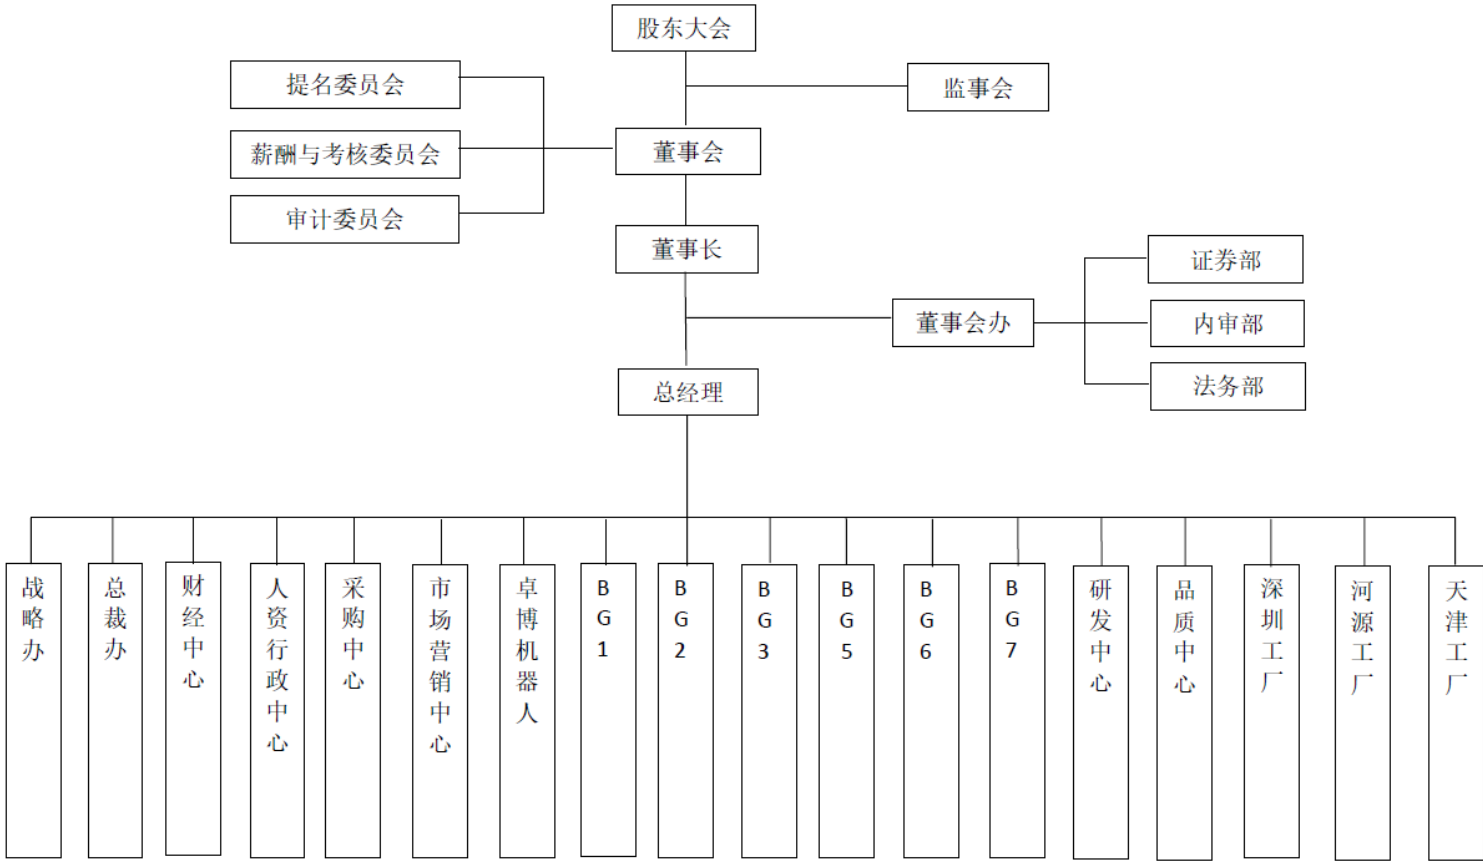 股东大会
提名委员会
监事会
薪酬与考核委员会
董事会
审计委员会
董事长
证券部
董事会办
内审部
总经理
法务部
战略办
总裁办
财经中心
人资行政中心
采购中心
市场营销中心
卓博机器人
BG1
BG2
BG3
BG5
BG6
BG7
研发中心
品质中心
深圳工厂
河源工厂
天津工厂